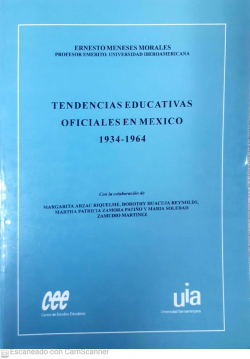 ERNESTO MENESES MORALES
PROFESOR EMERITO: UNIVERSIDAD IBEROAMERICANA
TENDENCIAS EDUCATIVAS
OFICIALES EN MEXICO
1934-1964
Con la colaboración de
MARGARITA ARZAC RIQUELME, DOROTHY HUACUJA REYNOLDS,
MARTHA PATRICIA ZAMORA PATIÑO Y MARIA SOLEDAD
ZAMUDIO MARTINEZ
cee
Centro de Estudios Educativos
uia
Universidad Iberoamericana
Escaneado con CamScanner